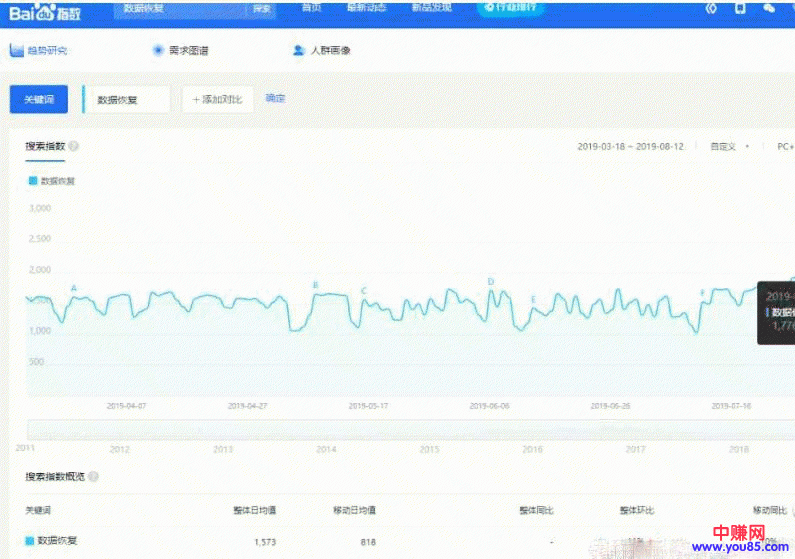 Baidu指数 数据恢复 探索 首页 最新动态 新品发现 行业排行
趋势研究 需求图谱 人群画像
关键词 数据恢复 +添加对比 确定
搜索指数 2019-03-18 ~ 2019-08-12 自定义 PC+
数据恢复
3,000
2,500
2,000
A B C D E F
1,000
500
2019-
数据
1,776
2019-04-07 2019-04-27 2019-05-17 2019-06-06 2019-06-26 2019-07-16
2011 2012 2013 2014 2015 2016 2017 2018
搜索指数概览
关键词 整体日均值 移动日均值 整体同比 整体环比 移动同比
数据恢复 1,573 818 -
中赚网
www.you85.com